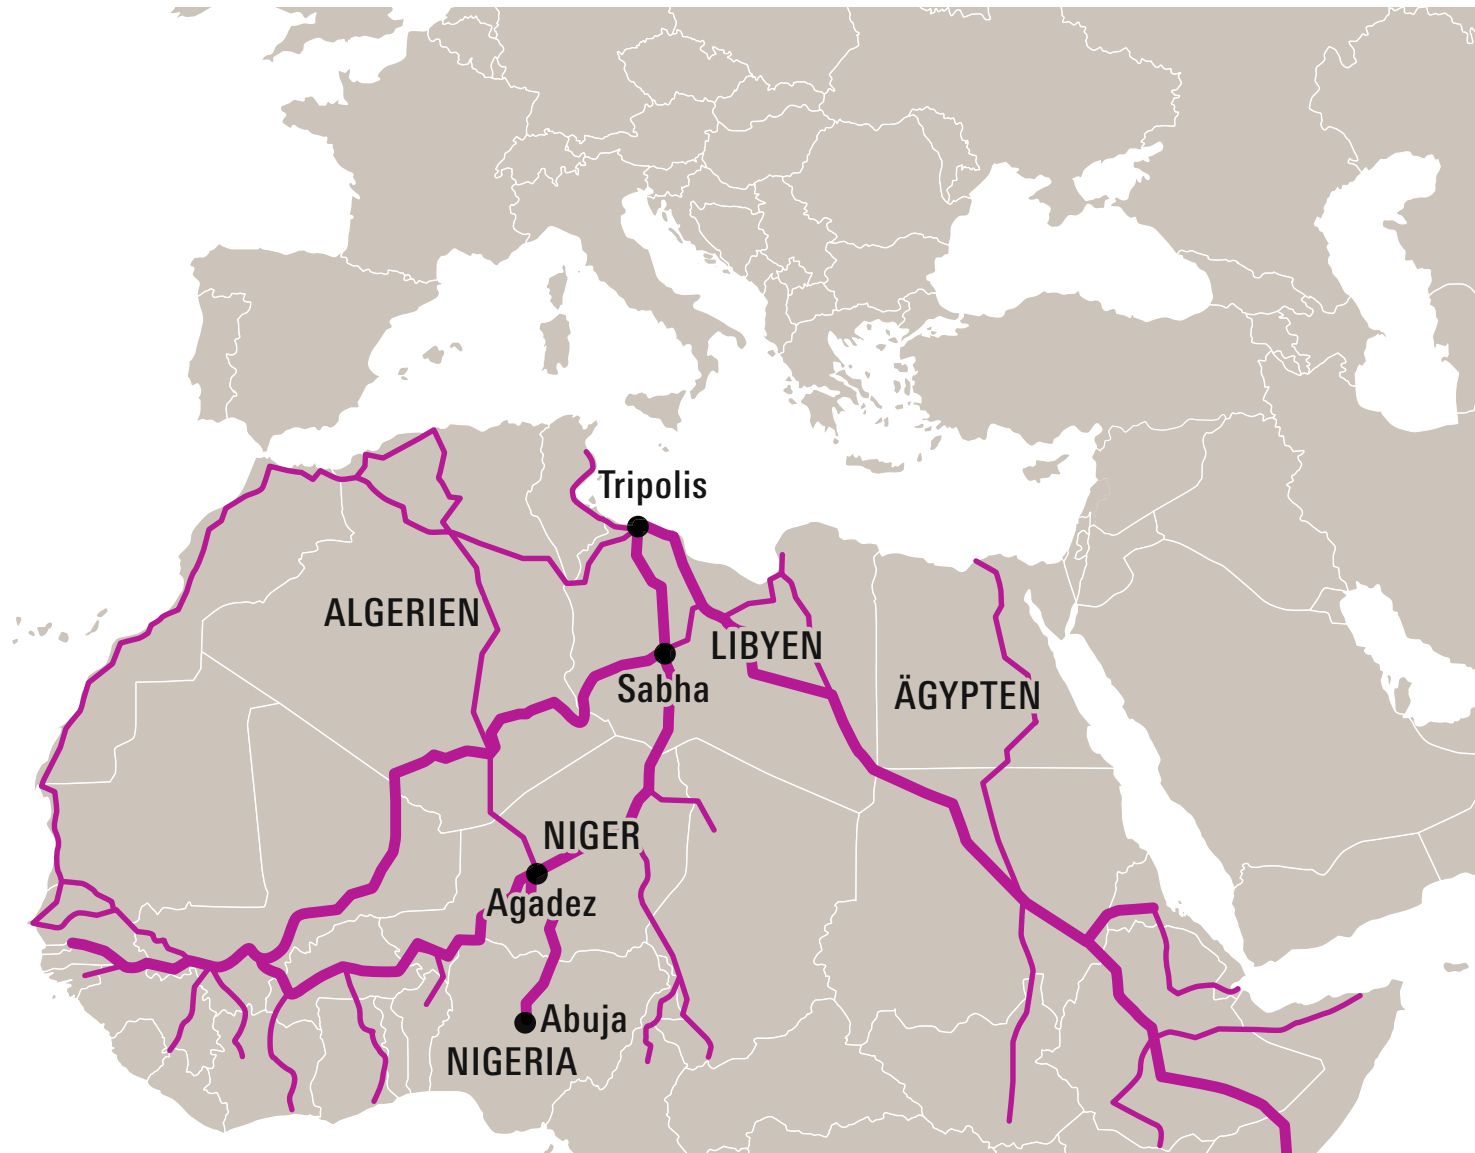 Tripolis
ALGERIEN
LIBYEN
Sabha
ÄGYPTEN
NIGER
Agadez
Abuja
NIGERIA